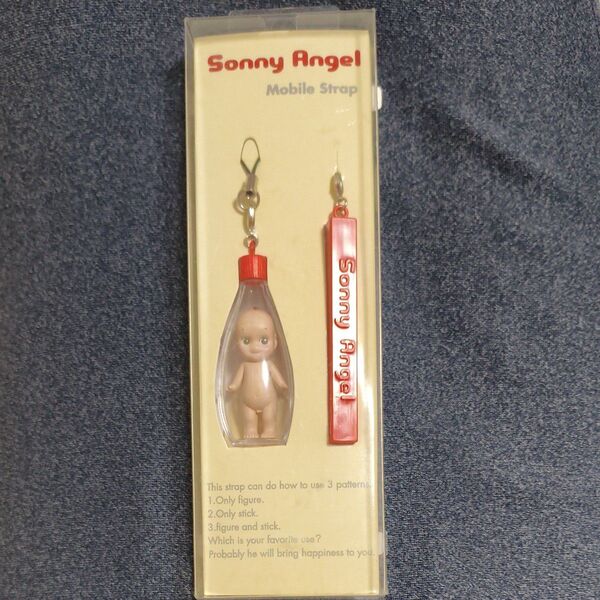 Sonny Angel
Mobile Strap
Sonny Angel
This strap can do how to use 3 patterns.
1.Only figure.
2.Only stick.
3.figure and stick.
Which is your favorite use?
Probably he will bring happiness to you.